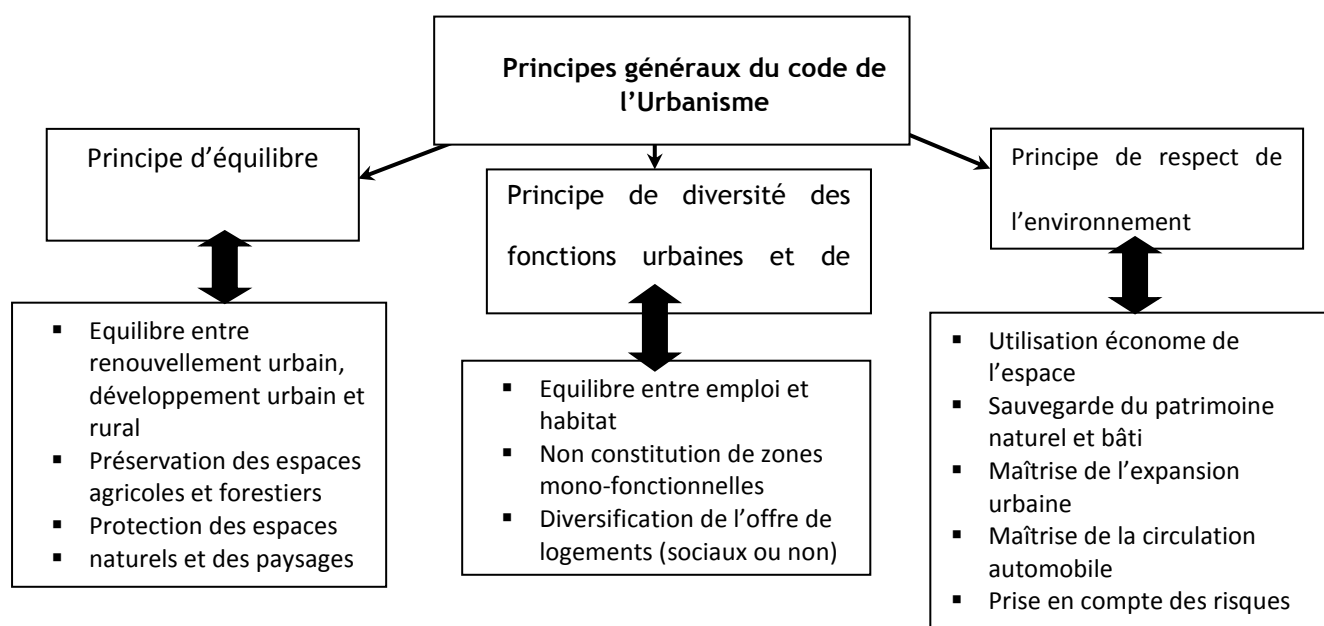 Principes généraux du code de
l’Urbanisme
Principe d’équilibre
Principe de diversité des
fonctions urbaines et de
Principe de respect de
l’environnement
▪ Equilibre entre
renouvellement urbain,
développement urbain et
rural
▪ Préservation des espaces
agricoles et forestiers
▪ Protection des espaces
▪ naturels et des paysages
▪ Equilibre entre emploi et
habitat
▪ Non constitution de zones
mono-fonctionnelles
▪ Diversification de l’offre de
logements (sociaux ou non)
▪ Utilisation économe de
l’espace
▪ Sauvegarde du patrimoine
naturel et bâti
▪ Maîtrise de l’expansion
urbaine
▪ Maîtrise de la circulation
automobile
▪ Prise en compte des risques